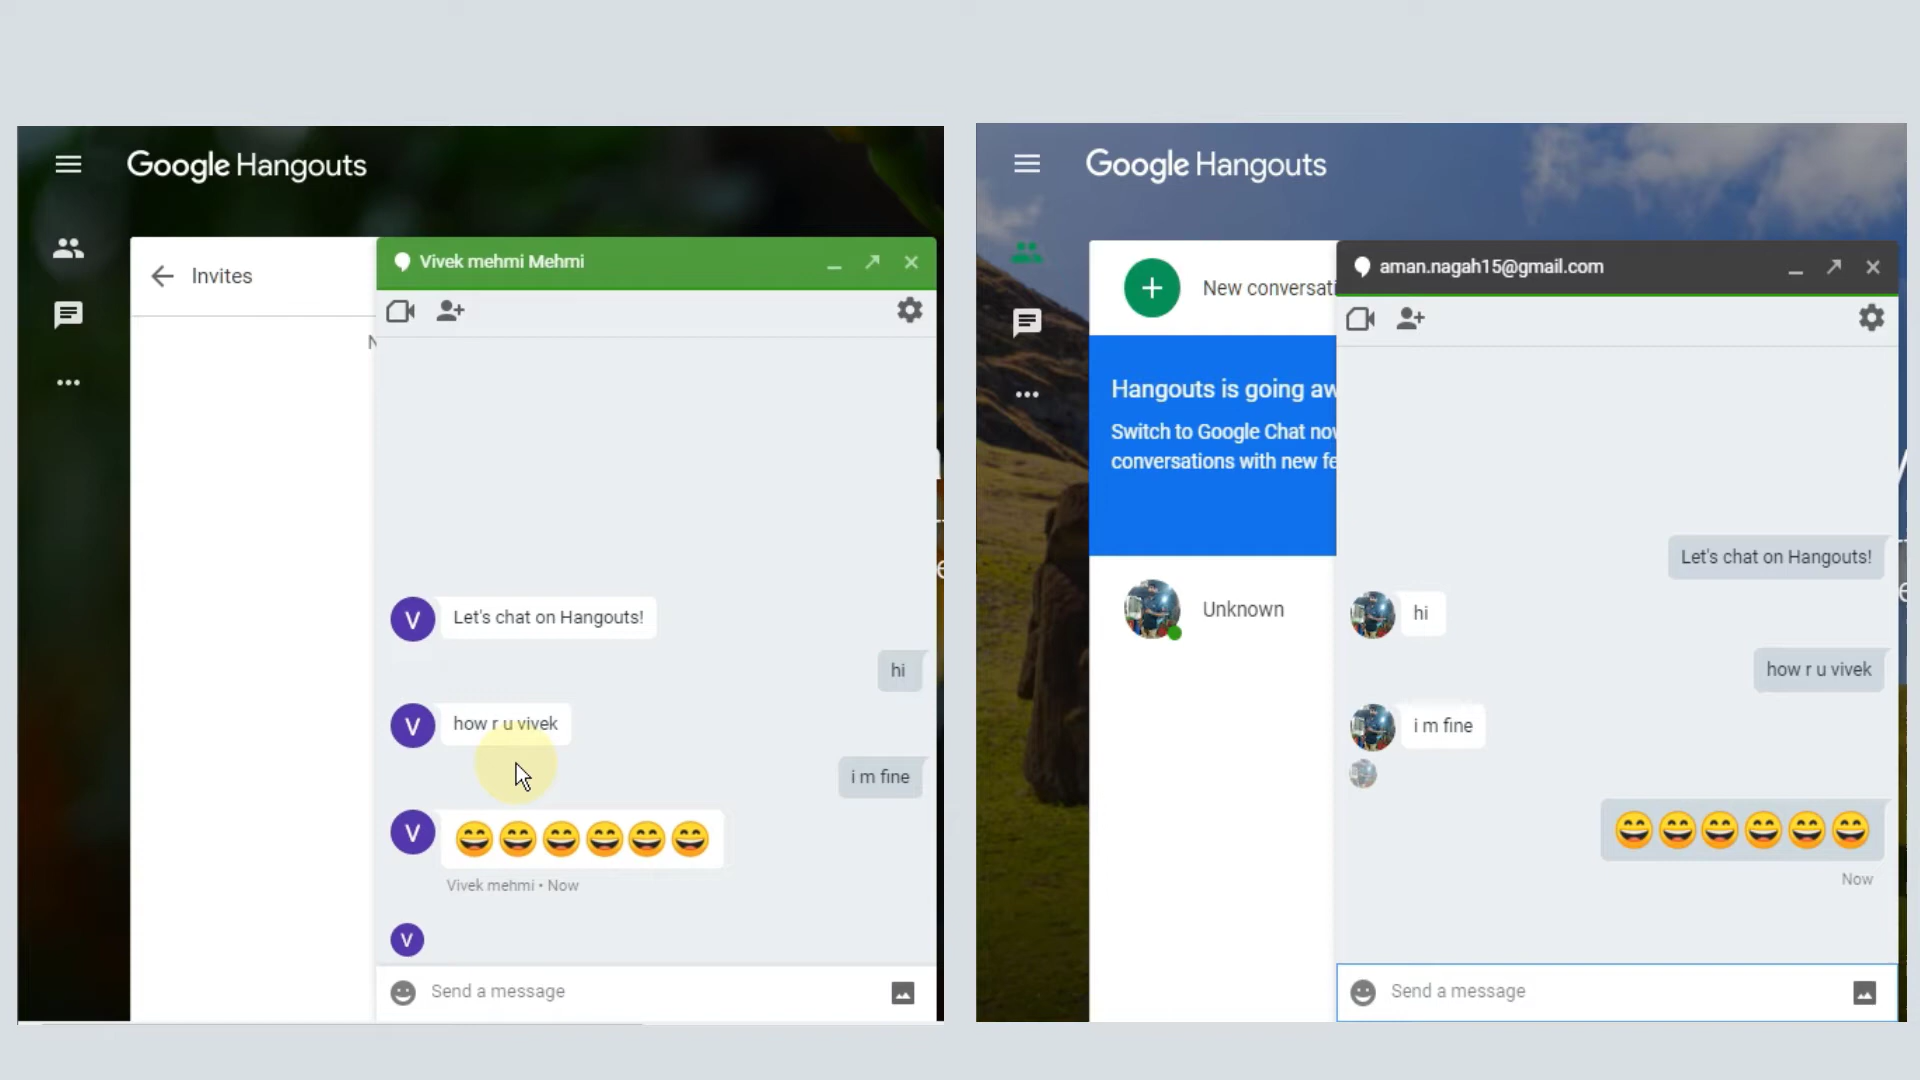 Google Hangouts
Invites
N
Vivek mehmi Mehmi
V
Let's chat on Hangouts!
hi
V
how r u vivek
i m fine
V
😄😄😄😄😄😄
Vivek mehmi • Now
V
Send a message
Google Hangouts
New conversati
Hangouts is going aw
Switch to Google Chat nov
conversations with new fe
Unknown
aman.nagah15@gmail.com
Let's chat on Hangouts!
hi
how r u vivek
i m fine
😄😄😄😄😄😄
Now
Send a message